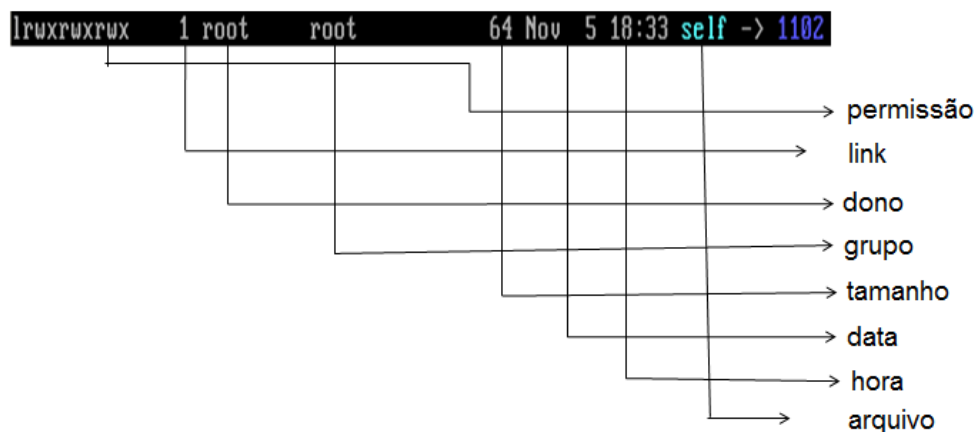 lrwxrwxrwx 1 root root 64 Nov 5 18:33 self -> 1102
permissão
link
dono
grupo
tamanho
data
hora
arquivo